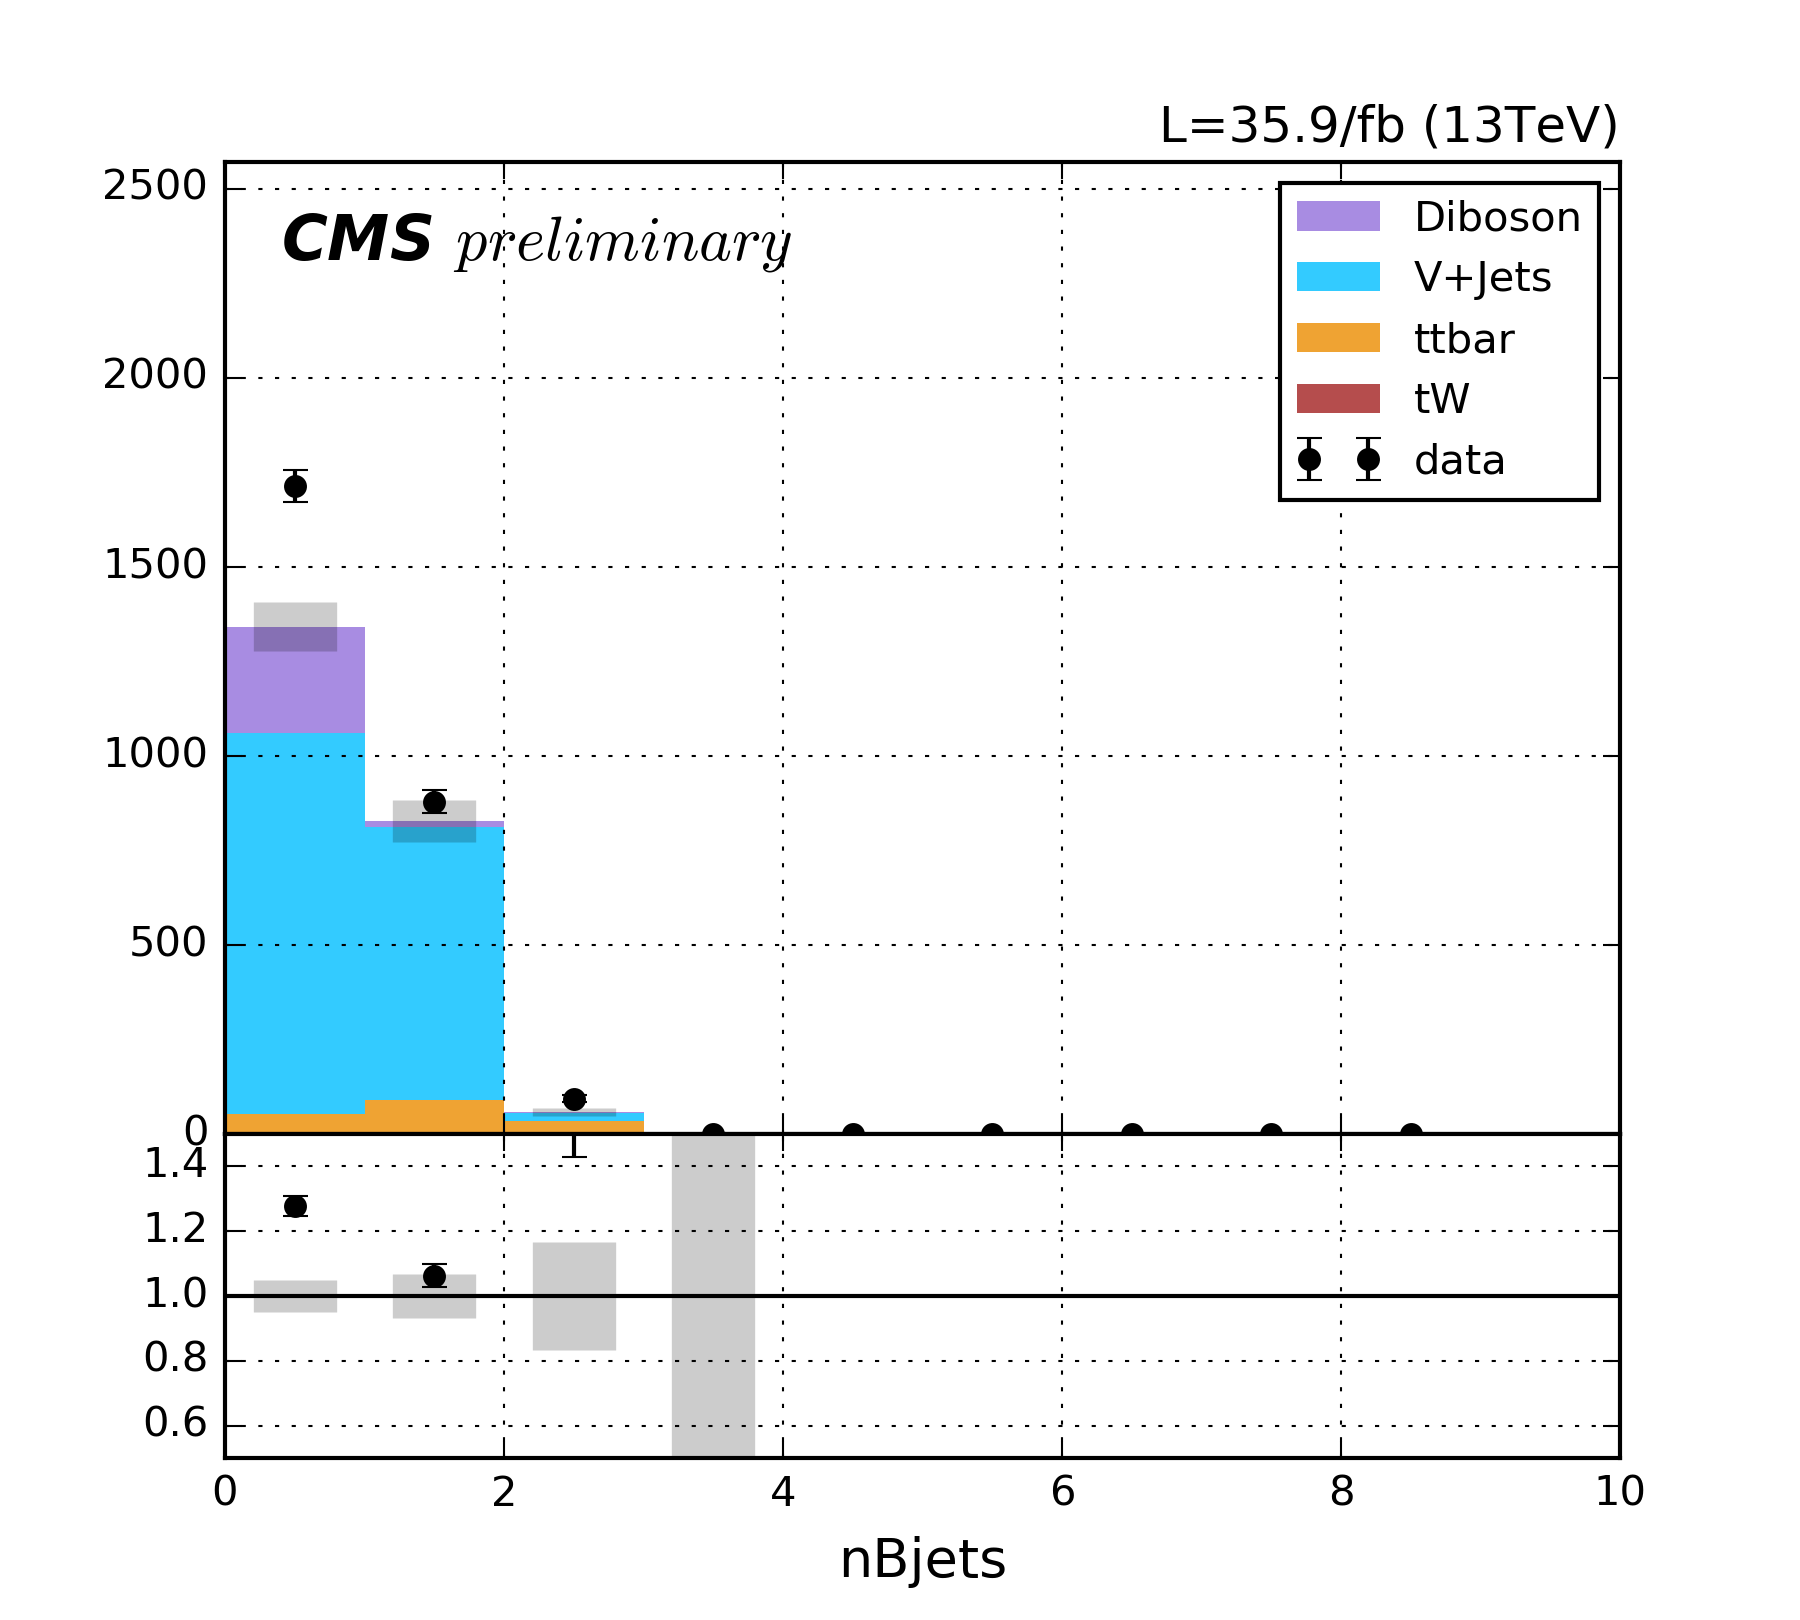 L=35.9/fb (13TeV)
2500
CMS preliminary
Diboson
V+Jets
ttbar
tW
data
2000
1500
1000
500
0
1.4
1.2
1.0
0.8
0.6
0 2 4 6 8 10
nBjets